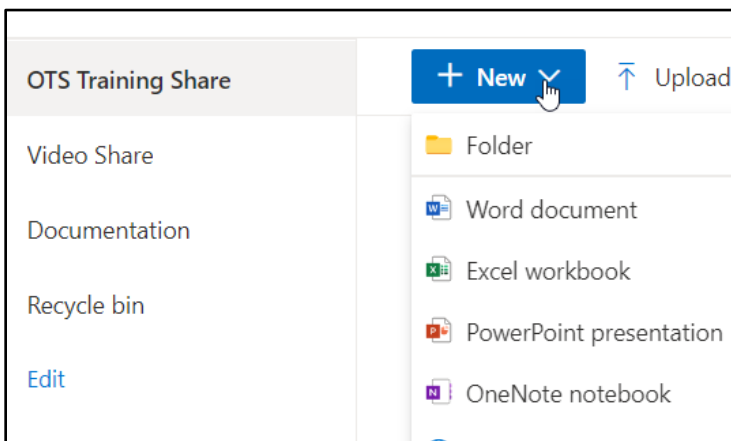 OTS Training Share
Video Share
Documentation
Recycle bin
Edit
+ New
Upload
Folder
Word document
Excel workbook
PowerPoint presentation
OneNote notebook